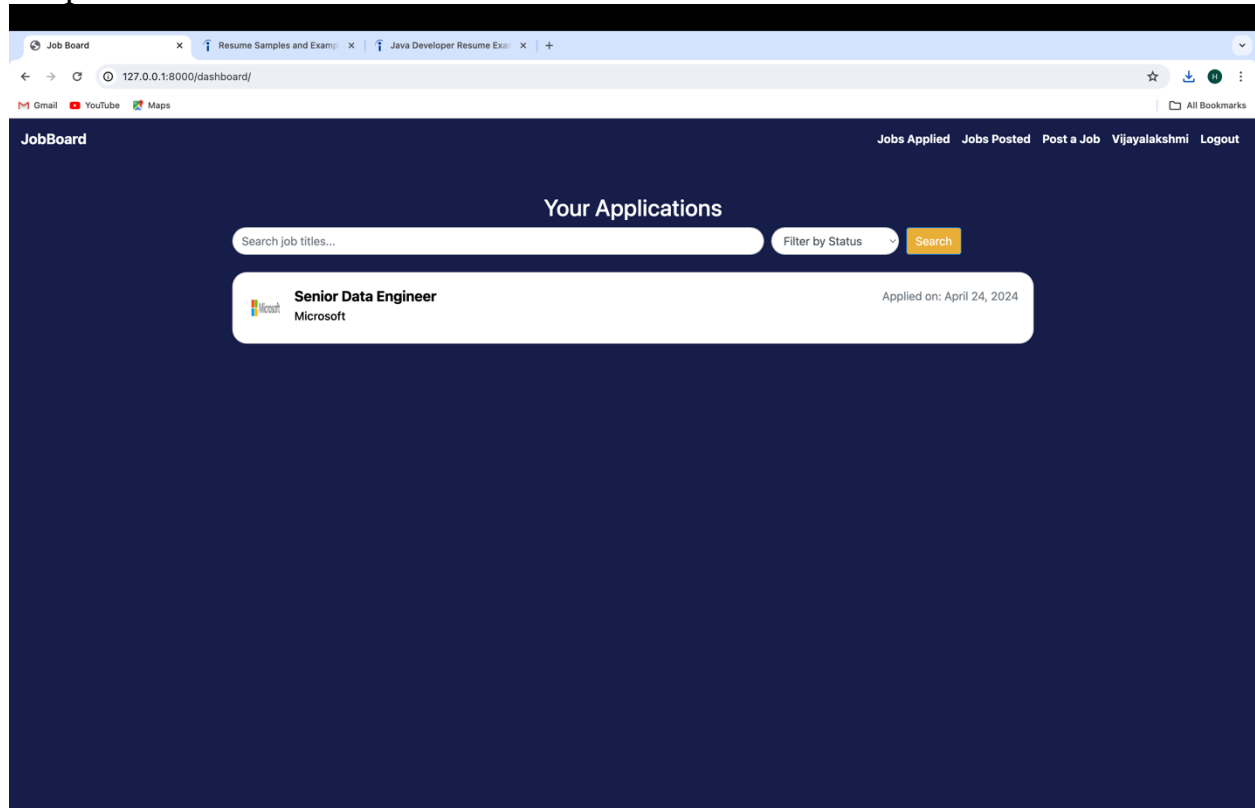 Job Board
Resume Samples and Examp
Java Developer Resume Exa
127.0.0.1:8000/dashboard/
H
Gmail YouTube Maps All Bookmarks
JobBoard Jobs Applied Jobs Posted Post a Job Vijayalakshmi Logout
Your Applications
Search job titles... Filter by Status Search
Microsoft Senior Data Engineer Applied on: April 24, 2024
Microsoft